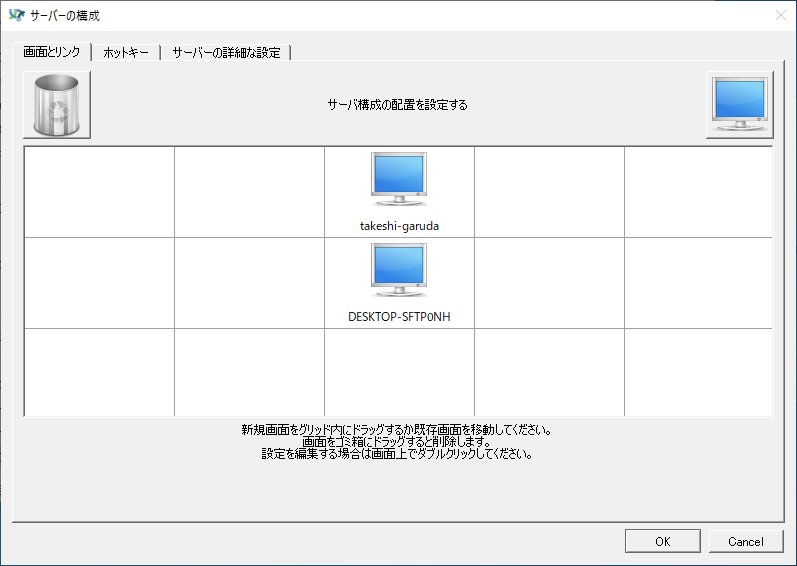 サーバーの構成
画面とリンク
ホットキー
サーバーの詳細な設定
サーバ構成の配置を設定する
takeshi-garuda
DESKTOP-SFTP0NH
新規画面をグリッド内にドラッグするか既存画面を移動してください。
画面をゴミ箱にドラッグすると削除します。
設定を編集する場合は画面上でダブルクリックしてください。
OK
Cancel